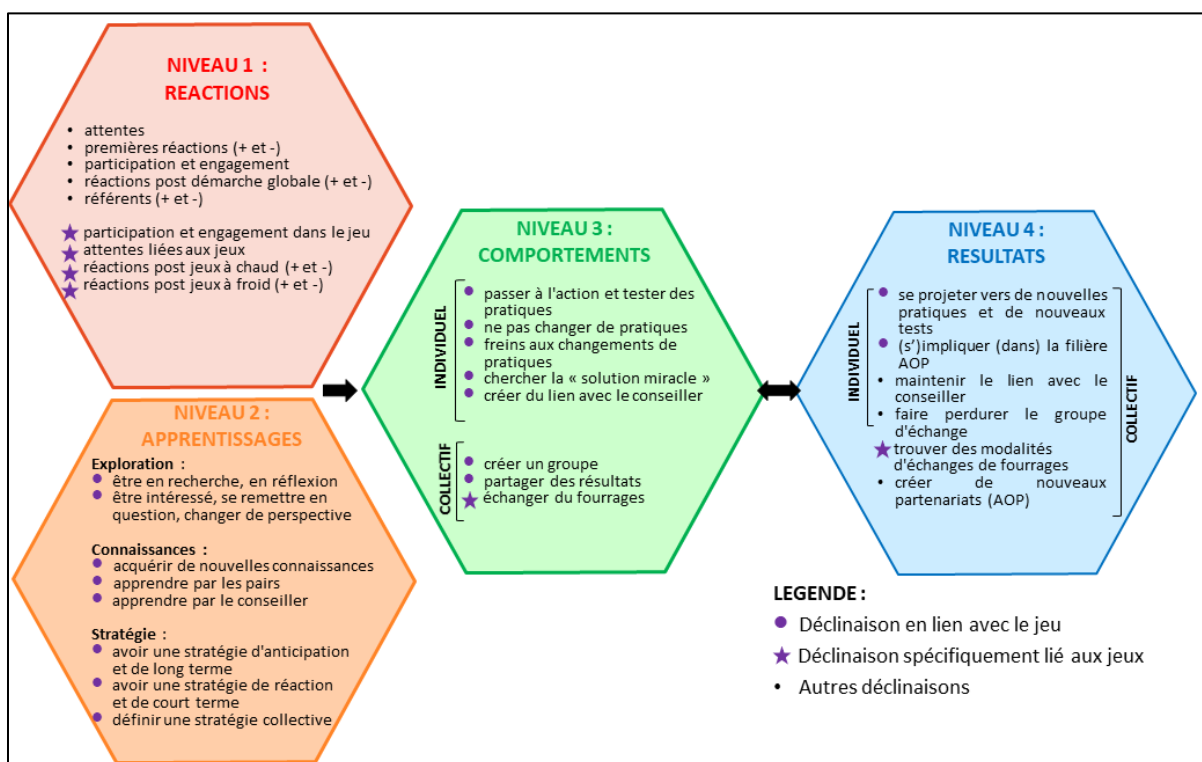 NIVEAU 1 :
REACTIONS
• attentes
• premières réactions (+ et -)
• participation et engagement
• réactions post démarche globale (+ et -)
• référents (+ et -)
★ participation et engagement dans le jeu
★ attentes liées aux jeux
★ réactions post jeux à chaud (+ et -)
★ réactions post jeux à froid (+ et -)
NIVEAU 2 :
APPRENTISSAGES
Exploration :
● être en recherche, en réflexion
● être intéressé, se remettre en
question, changer de perspective
Connaissances :
● acquérir de nouvelles connaissances
● apprendre par les pairs
● apprendre par le conseiller
Stratégie :
● avoir une stratégie d'anticipation
et de long terme
● avoir une stratégie de réaction
et de court terme
● définir une stratégie collective
NIVEAU 3 :
COMPORTEMENTS
INDIVIDUEL
● passer à l'action et tester des
pratiques
● ne pas changer de pratiques
● freins aux changements de
pratiques
● chercher la « solution miracle »
● créer du lien avec le conseiller
COLLECTIF
● créer un groupe
● partager des résultats
★ échanger du fourrages
NIVEAU 4 :
RESULTATS
INDIVIDUEL
● se projeter vers de nouvelles
pratiques et de nouveaux
tests
● (s')impliquer (dans) la filière
AOP
• maintenir le lien avec le
conseiller
• faire perdurer le groupe
d'échange
★ trouver des modalités
d'échanges de fourrages
• créer de nouveaux
partenariats (AOP)
COLLECTIF
LEGENDE :
● Déclinaison en lien avec le jeu
★ Déclinaison spécifiquement lié aux jeux
• Autres déclinaisons